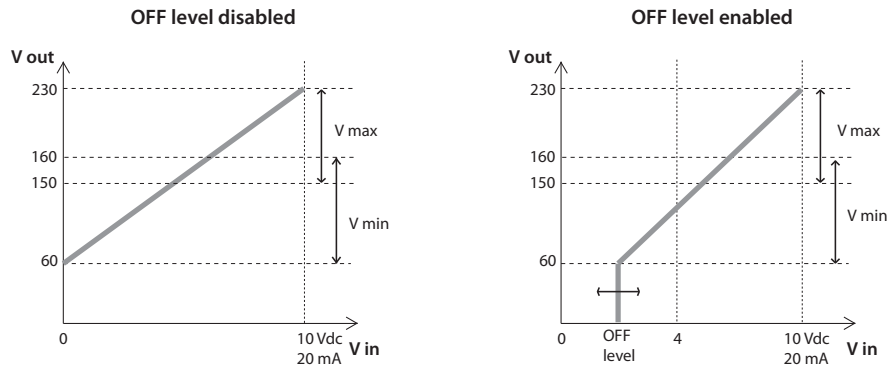 OFF level disabled
V out
230
160
150
60
V max
V min
0
10 Vdc
20 mA
V in
OFF level enabled
V out
230
160
150
60
V max
V min
0
OFF
level
4
10 Vdc
20 mA
V in